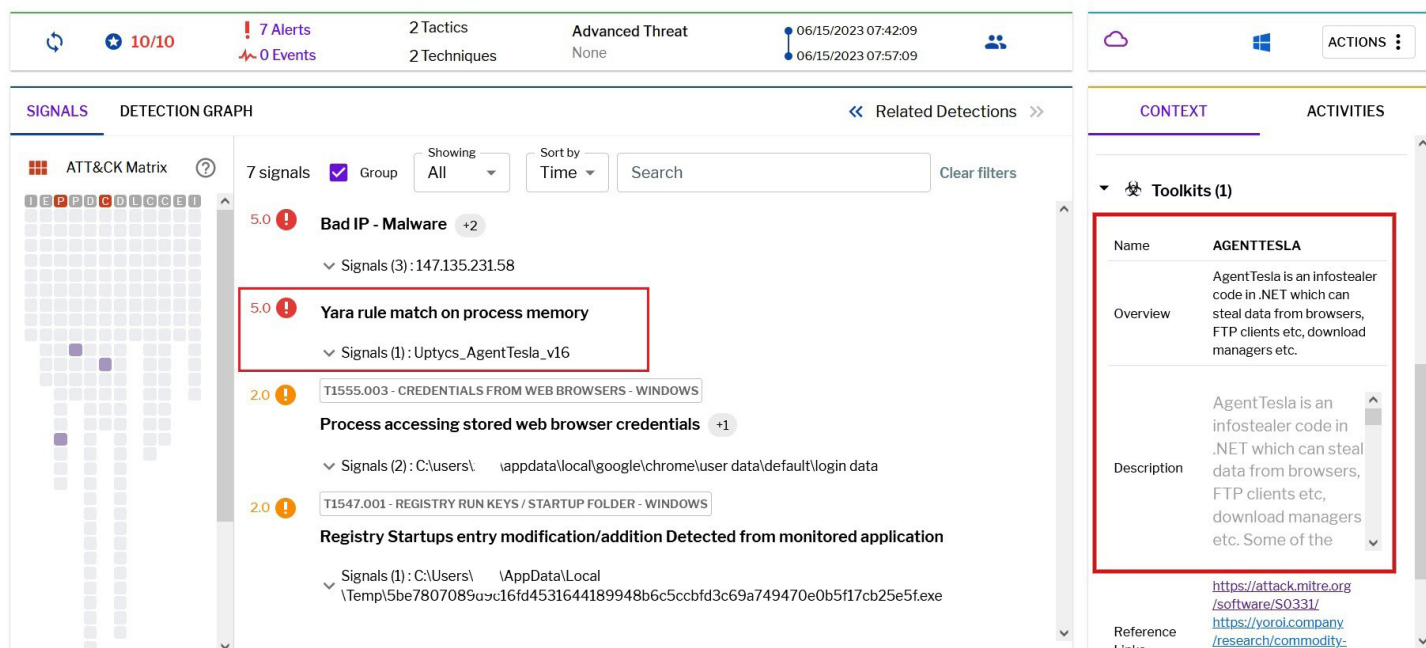 10/10
7 Alerts
0 Events
2 Tactics
2 Techniques
Advanced Threat
None
06/15/2023 07:42:09
06/15/2023 07:57:09
ACTIONS
SIGNALS
DETECTION GRAPH
Related Detections
CONTEXT
ACTIVITIES
ATT&CK Matrix
I E P P D C D L C C E I
7 signals
Group
Showing
All
Sort by
Time
Search
Clear filters
5.0
Bad IP - Malware +2
Signals (3) : 147.135.231.58
5.0
Yara rule match on process memory
Signals (1) : Uptycs_AgentTesla_v16
2.0
T1555.003 - CREDENTIALS FROM WEB BROWSERS - WINDOWS
Process accessing stored web browser credentials +1
Signals (2) : C:\users\ \appdata\local\google\chrome\user data\default\login data
2.0
T1547.001 - REGISTRY RUN KEYS / STARTUP FOLDER - WINDOWS
Registry Startups entry modification/addition Detected from monitored application
Signals (1) : C:\Users\ \AppData\Local
\Temp\5be7807089d9c16fd4531644189948b6c5ccbfd3c69a749470e0b5f17cb25e5f.exe
Toolkits (1)
Name
AGENTTESLA
Overview
AgentTesla is an infostealer
code in .NET which can
steal data from browsers,
FTP clients etc, download
managers etc.
Description
AgentTesla is an
infostealer code in
.NET which can steal
data from browsers,
FTP clients etc,
download managers
etc. Some of the
Reference
Links
https://attack.mitre.org
/software/S0331/
https://yoroi.company
/research/commodity-